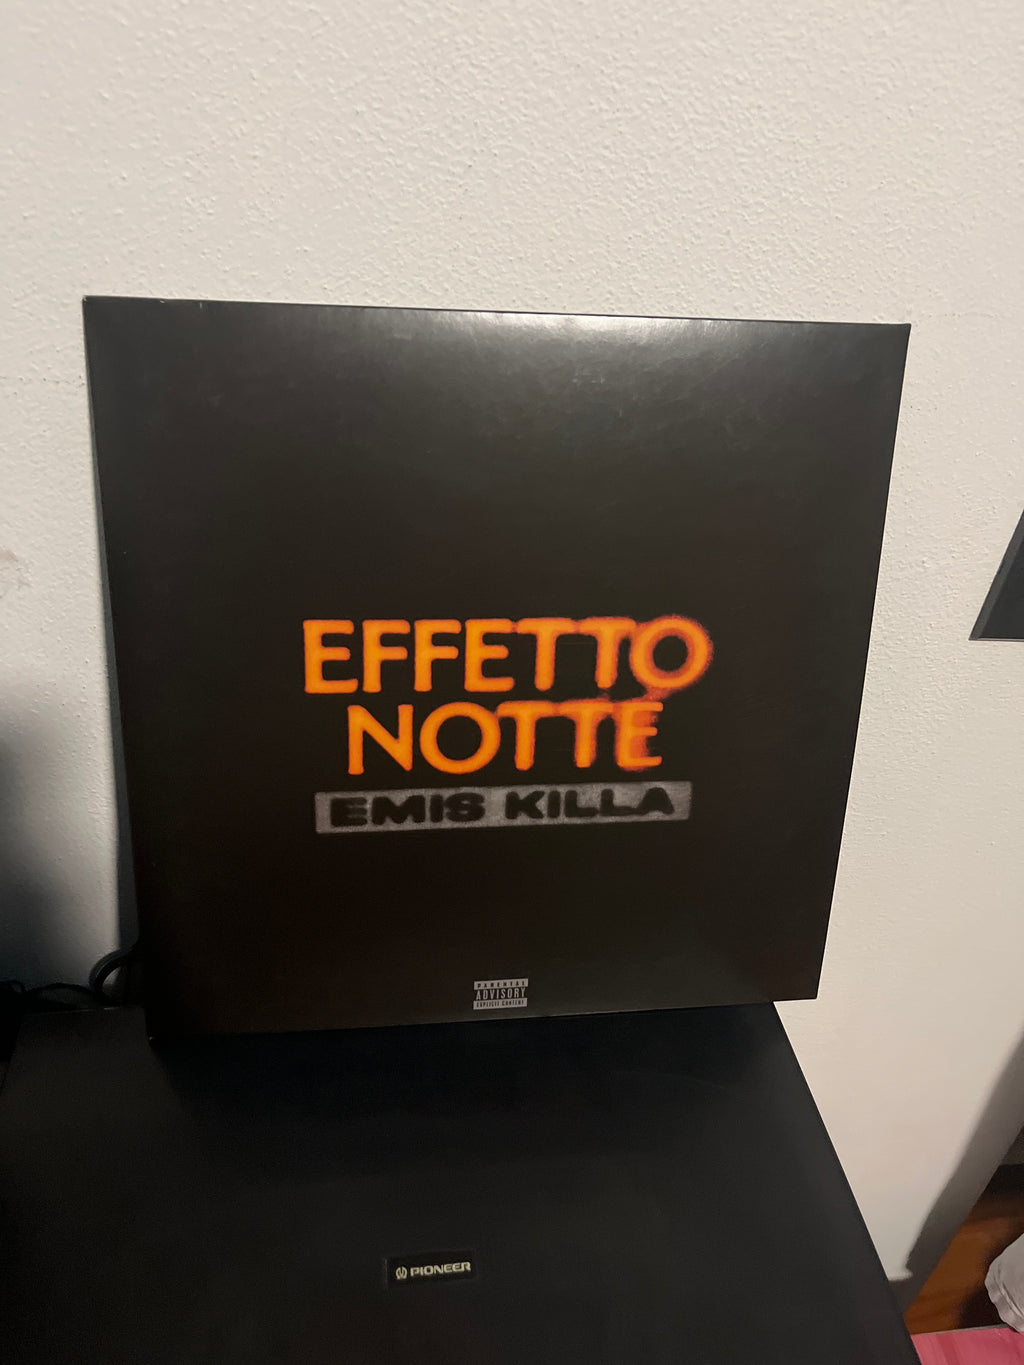 EFFETTO
NOTTE
EMIS KILLA
PARENTAL
ADVISORY
EXPLICIT CONTENT
PIONEER